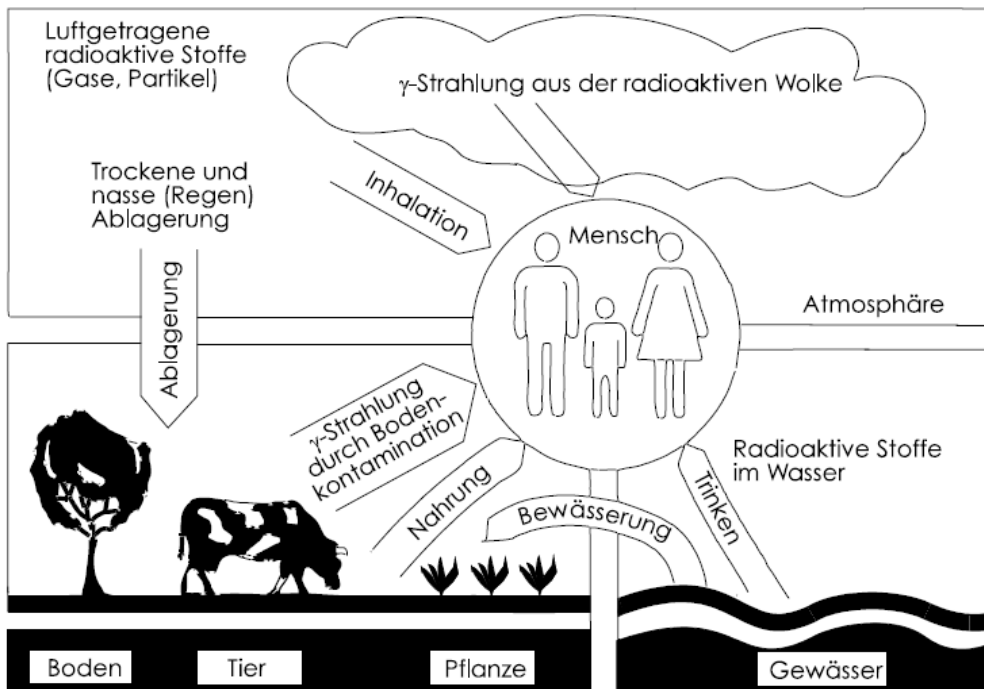 Luftgetragene
radioaktive Stoffe
(Gase, Partikel)
γ-Strahlung aus der radioaktiven Wolke
Trockene und
nasse (Regen)
Ablagerung
Inhalation
Mensch
Ablagerung
Atmosphäre
γ-Strahlung
durch Boden-
kontamination
Nahrung
Bewässerung
Trinken
Radioaktive Stoffe
im Wasser
Boden
Tier
Pflanze
Gewässer